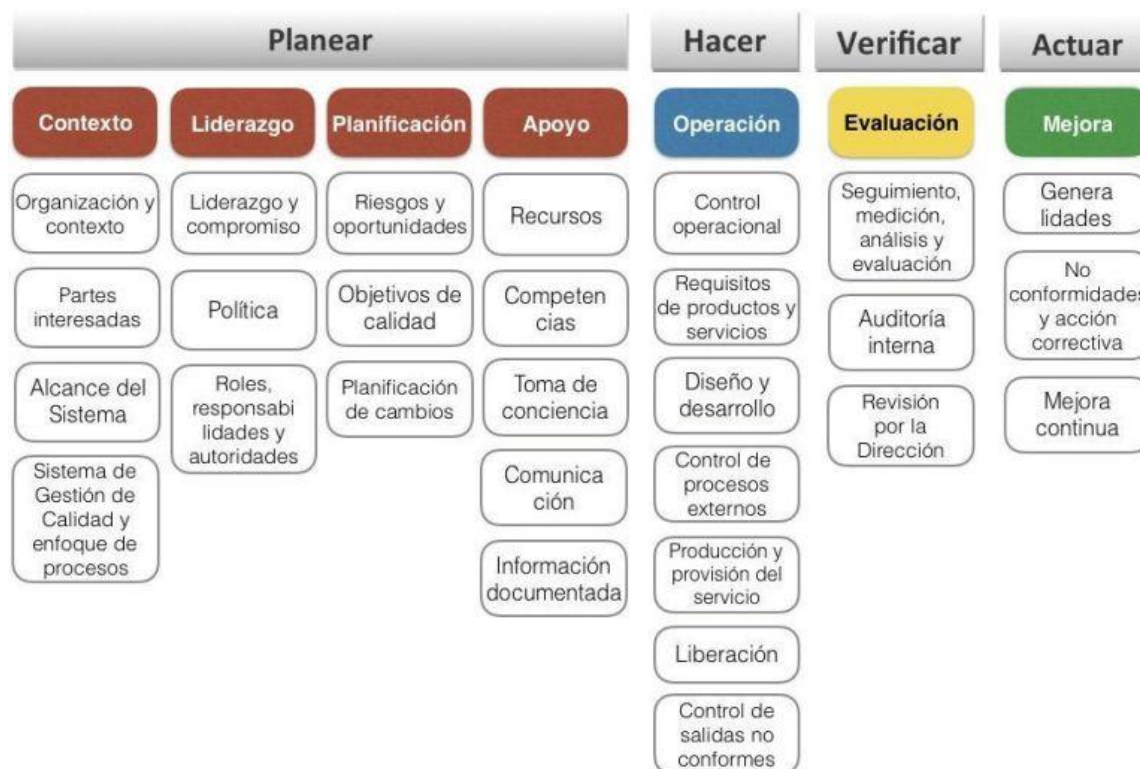 Planear
Hacer
Verificar
Actuar
Contexto
Liderazgo
Planificación
Apoyo
Operación
Evaluación
Mejora
Organización y
contexto
Partes
interesadas
Alcance del
Sistema
Sistema de
Gestión de
Calidad y
enfoque de
procesos
Liderazgo y
compromiso
Política
Roles,
responsabi
lidades y
autoridades
Riesgos y
oportunidades
Objetivos de
calidad
Planificación
de cambios
Recursos
Competen
cias
Toma de
conciencia
Comunica
ción
Información
documentada
Control
operacional
Requisitos
de productos y
servicios
Diseño y
desarrollo
Control de
procesos
externos
Producción y
provisión del
servicio
Liberación
Control de
salidas no
conformes
Seguimiento,
medición,
análisis y
evaluación
Auditoría
interna
Revisión
por la
Dirección
Genera
lidades
No
conformidades
y acción
correctiva
Mejora
continua